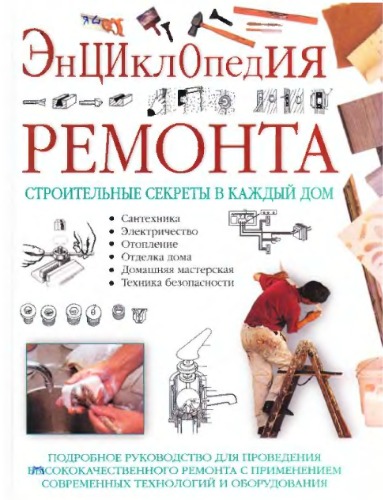 ЭнЦИклОпедИЯ
РЕМОНТА
СТРОИТЕЛЬНЫЕ СЕКРЕТЫ В КАЖДЫЙ ДОМ
• Сантехника
• Электричество
• Отопление
• Отделка дома
• Домашняя мастерская
• Техника безопасности
ПОДРОБНОЕ РУКОВОДСТВО ДЛЯ ПРОВЕДЕНИЯ
ВЫСОКОКАЧЕСТВЕННОГО РЕМОНТА С ПРИМЕНЕНИЕМ
СОВРЕМЕННЫХ ТЕХНОЛОГИЙ И ОБОРУДОВАНИЯ